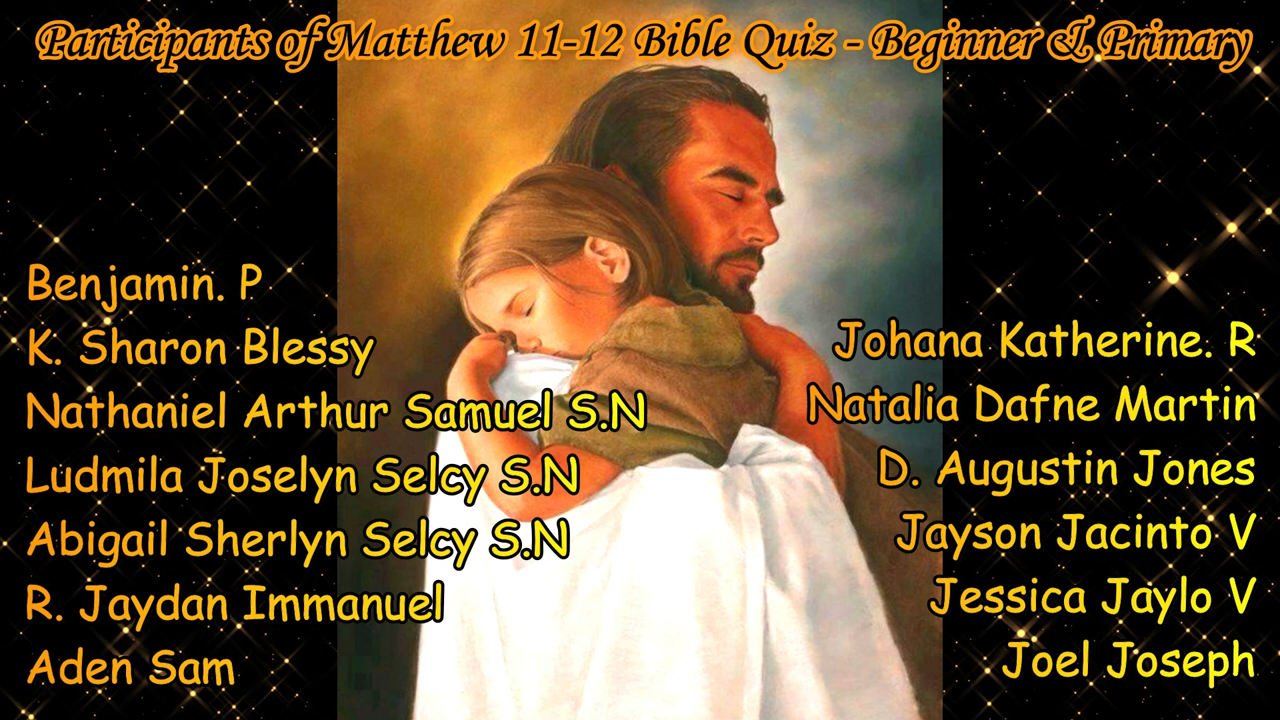 Participants of Matthew 11-12 Bible Quiz - Beginner & Primary
Benjamin. P
K. Sharon Blessy
Nathaniel Arthur Samuel S.N
Ludmila Joselyn Selcy S.N
Abigail Sherlyn Selcy S.N
R. Jaydan Immanuel
Aden Sam
Johana Katherine. R
Natalia Dafne Martin
D. Augustin Jones
Jayson Jacinto V
Jessica Jaylo V
Joel Joseph